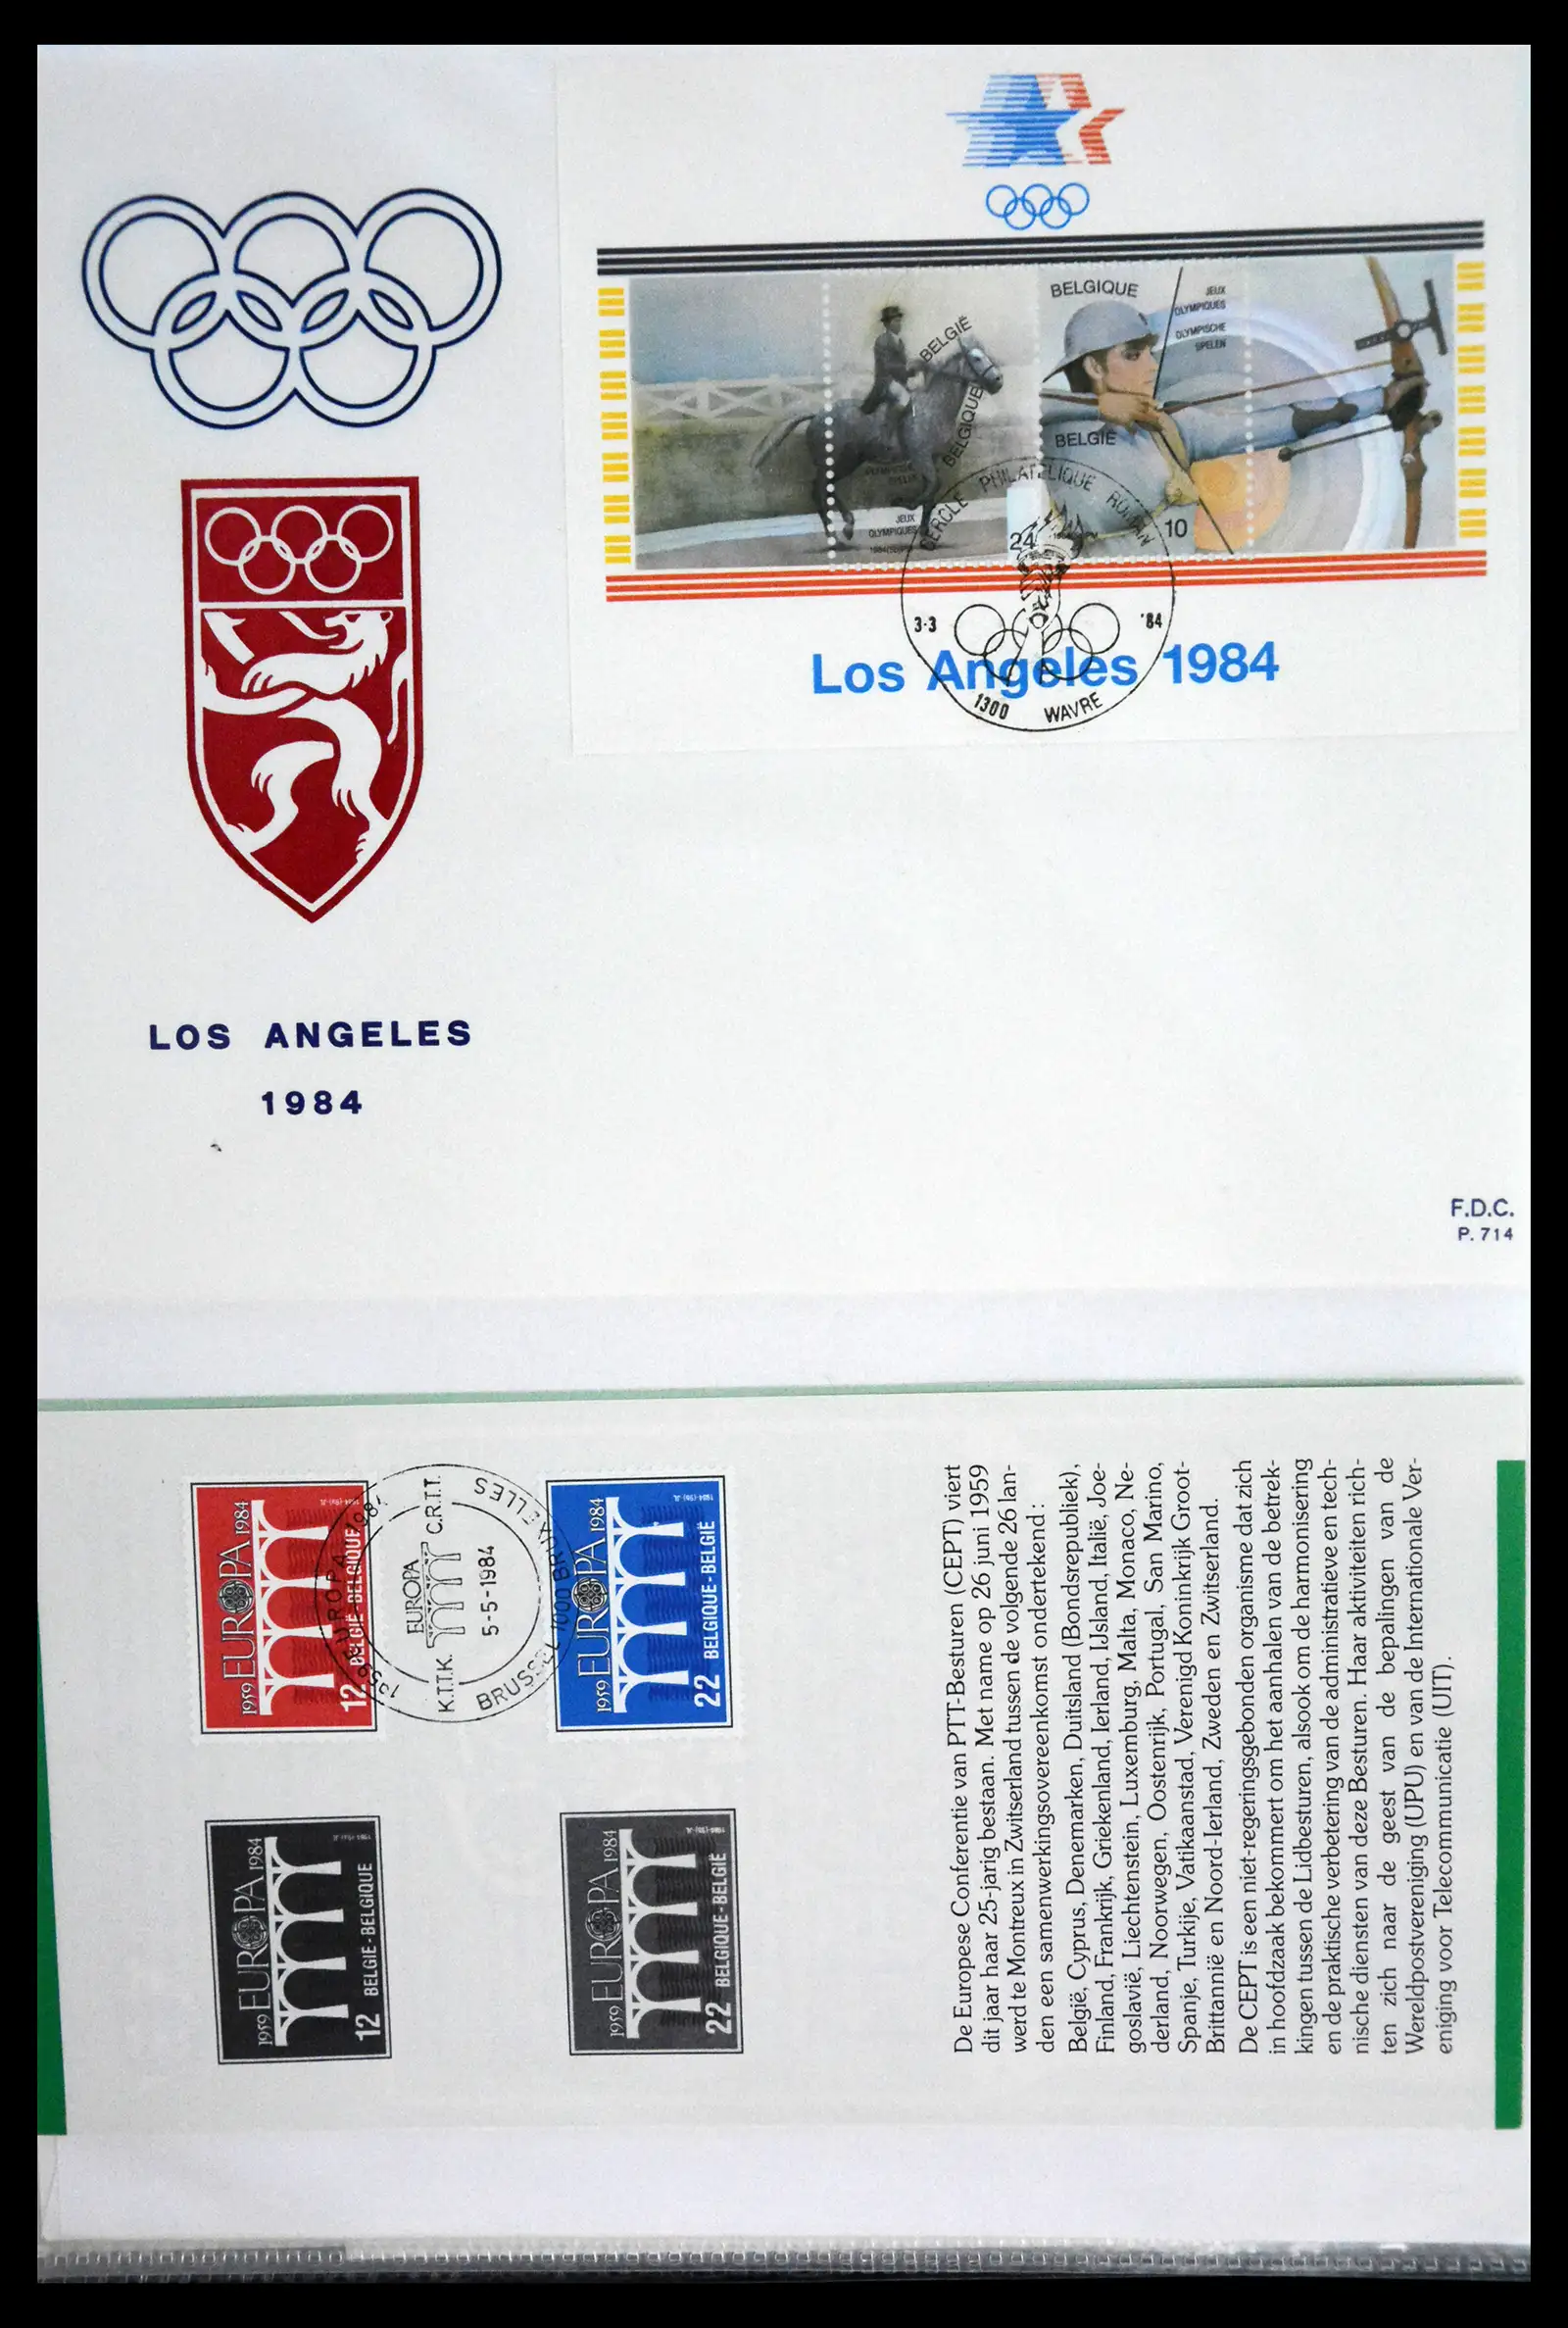 BELGIQUE
JEUX
OLYMPIQUES
OLYMPISCHE
SPELEN
BELGIË
BELGIQUE
BELGIË
OLYMPISCHE
SPELEN
JEUX
OLYMPIQUES
24
10
CERCLE PHILATELIQUE ROMAN
3-3 '84
1300 WAVRE
Los Angeles 1984
LOS ANGELES
1984
F.D.C.
P. 714
1959 EUROPA 1984
12 BELGIË-BELGIQUE
1959 EUROPA 1984
K.T.T.K. C.R.I.T.
EUROPA
5-5-1984
BRUSSEL 1000 BRUXELLES
1959 EUROPA 1984
22 BELGIQUE-BELGIË
1959 EUROPA 1984
12 BELGIË-BELGIQUE
1959 EUROPA 1984
22 BELGIQUE-BELGIË
De Europese Conferentie van PTT-Besturen (CEPT) viert
dit jaar haar 25-jarig bestaan. Met name op 26 juni 1959
werd te Montreux in Zwitserland tussen de volgende 26 lan-
den een samenwerkingsovereenkomst ondertekend :
België, Cyprus, Denemarken, Duitsland (Bondsrepubliek),
Finland, Frankrijk, Griekenland, Ierland, IJsland, Italië, Joe-
goslavië, Liechtenstein, Luxemburg, Malta, Monaco, Ne-
derland, Noorwegen, Oostenrijk, Portugal, San Marino,
Spanje, Turkije, Vatikaanstad, Verenigd Koninkrijk Groot-
Brittannië en Noord-Ierland, Zweden en Zwitserland.
De CEPT is een niet-regeringsgebonden organisme dat zich
in hoofdzaak bekommert om het aanhalen van de betrek-
kingen tussen de Lidbesturen, alsook om de harmonisering
en de praktische verbetering van de administratieve en tech-
nische diensten van deze Besturen. Haar aktiviteiten rich-
ten zich naar de geest van de bepalingen van de
Wereldpostvereniging (UPU) en van de Internationale Ver-
eniging voor Telecommunicatie (UIT).